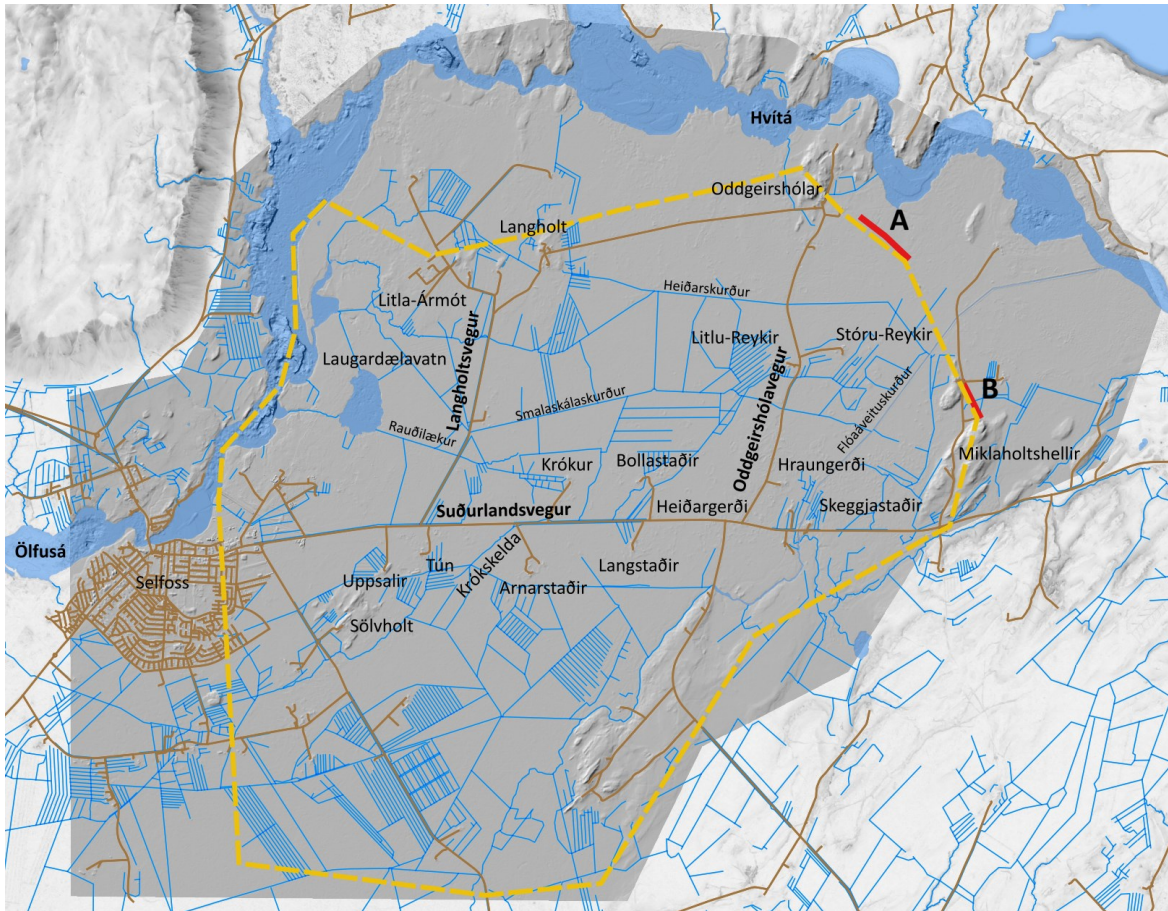 Hvítá
Oddgeirshólar
A
Langholt
Heiðarskurður
Litla-Ármót
Langholtsvegur
Litlu-Reykir
Stóru-Reykir
Laugardælavatn
B
Smalaskálaskurður
Oddgeirshólavegur
Flóaáveituskurður
Rauðilækur
Miklaholtshellir
Krókur
Bollastaðir
Hraungerði
Suðurlandsvegur
Heiðargerði
Skeggjastaðir
Ölfusá
Selfoss
Uppsalir
Tún
Krókskelda
Langstaðir
Arnarstaðir
Sölvholt